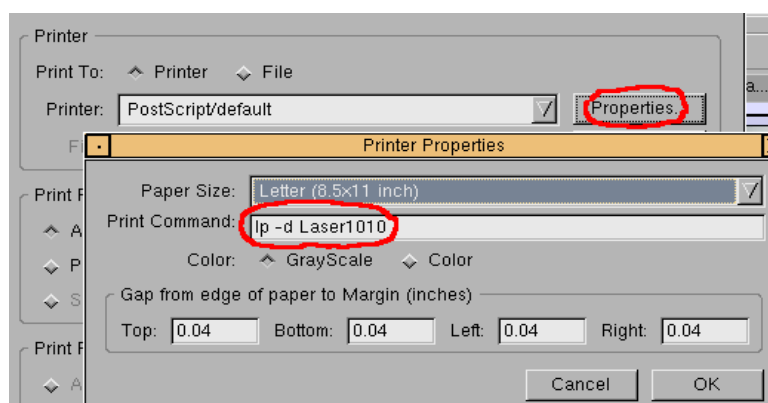 Printer
Print To: Printer File
Printer: PostScript/default Properties...
Printer Properties
Paper Size: Letter (8.5x11 inch)
Print Command: lp -d Laser1010
Color: GrayScale Color
Gap from edge of paper to Margin (inches)
Top: 0.04 Bottom: 0.04 Left: 0.04 Right: 0.04
Print
Cancel OK